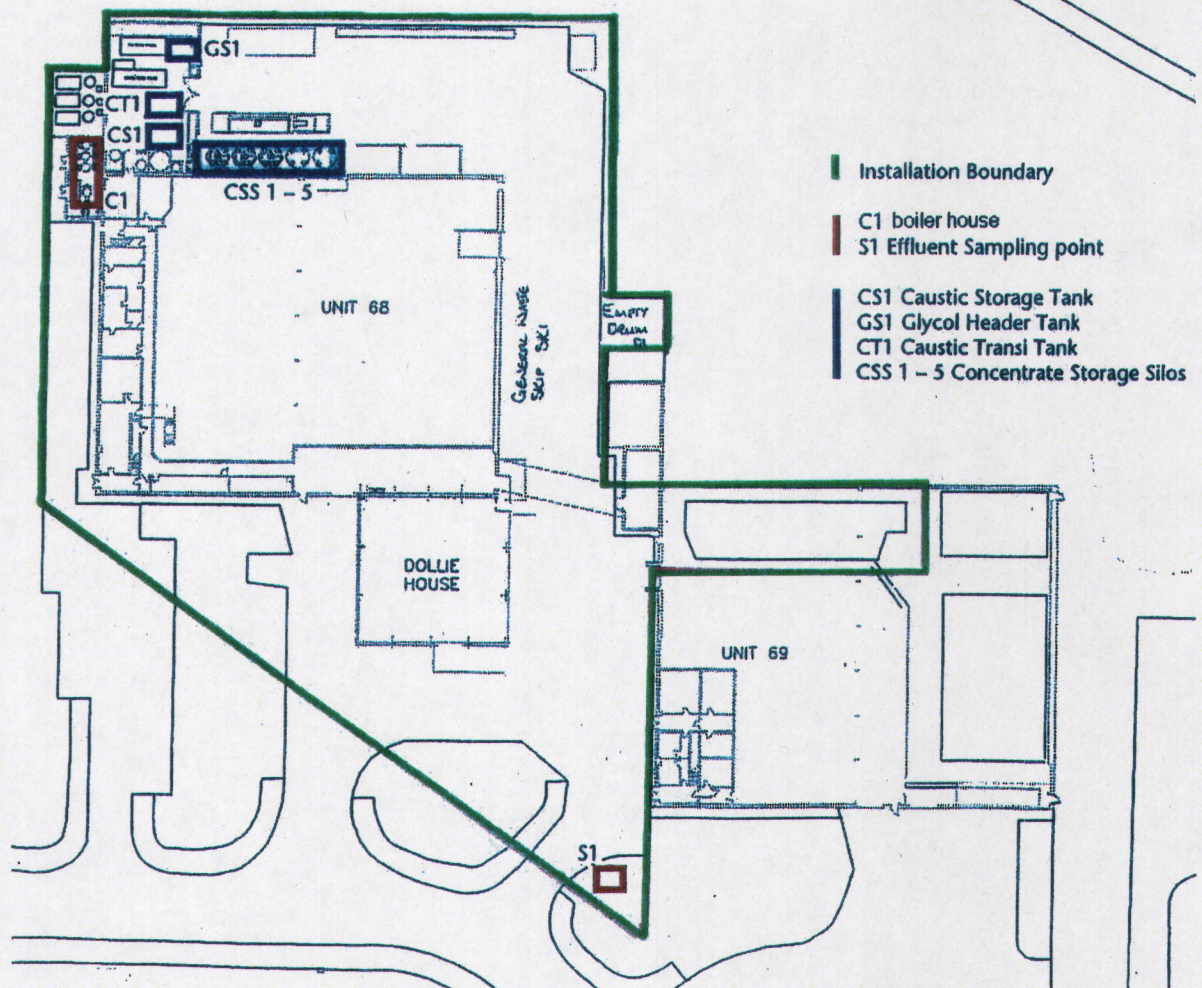 GS1
CT1
CS1
CSS 1 – 5
C1
UNIT 68
GENERAL WASTE
SKIP
EMPTY
DRUM
DOLLIE
HOUSE
UNIT 69
S1
Installation Boundary
C1 boiler house
S1 Effluent Sampling point
CS1 Caustic Storage Tank
GS1 Glycol Header Tank
CT1 Caustic Transi Tank
CSS 1 – 5 Concentrate Storage Silos